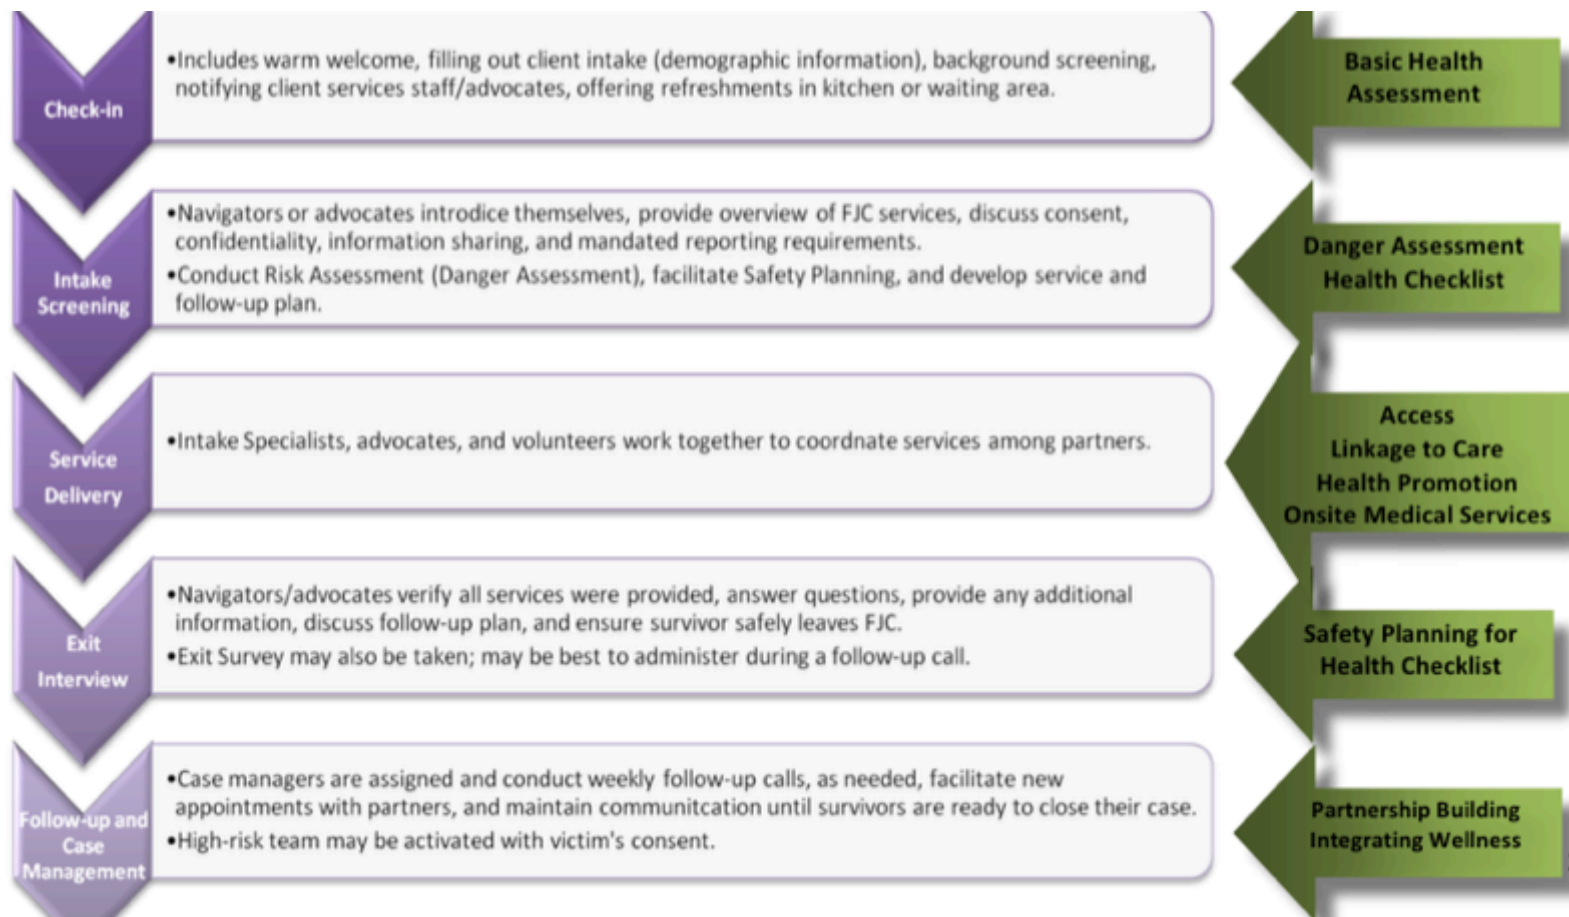 Check-in
•Includes warm welcome, filling out client intake (demographic information), background screening,
notifying client services staff/advocates, offering refreshments in kitchen or waiting area.
Basic Health
Assessment
Intake
Screening
•Navigators or advocates introdice themselves, provide overview of FJC services, discuss consent,
confidentiality, information sharing, and mandated reporting requirements.
•Conduct Risk Assessment (Danger Assessment), facilitate Safety Planning, and develop service and
follow-up plan.
Danger Assessment
Health Checklist
Service
Delivery
•Intake Specialists, advocates, and volunteers work together to coordnate services among partners.
Access
Linkage to Care
Health Promotion
Onsite Medical Services
Exit
Interview
•Navigators/advocates verify all services were provided, answer questions, provide any additional
information, discuss follow-up plan, and ensure survivor safely leaves FJC.
•Exit Survey may also be taken; may be best to administer during a follow-up call.
Safety Planning for
Health Checklist
Follow-up and
Case
Management
•Case managers are assigned and conduct weekly follow-up calls, as needed, facilitate new
appointments with partners, and maintain communitcation until survivors are ready to close their case.
•High-risk team may be activated with victim's consent.
Partnership Building
Integrating Wellness